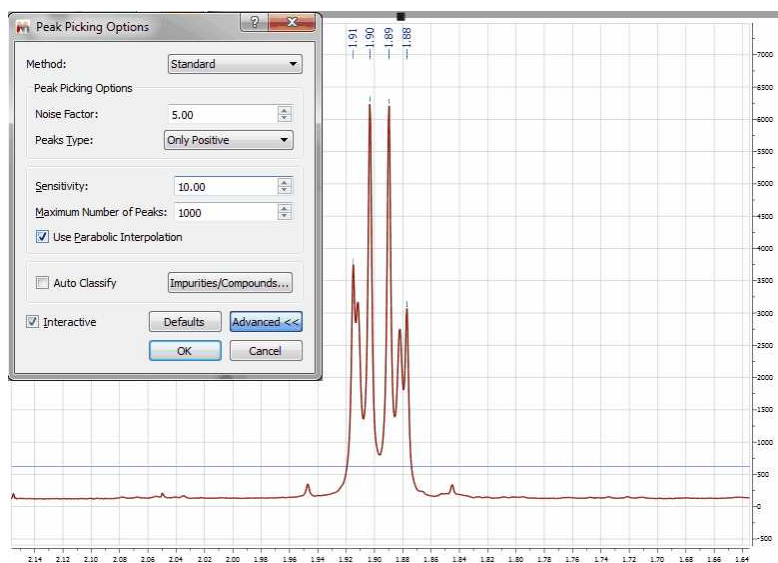 Peak Picking Options
Method: Standard
Peak Picking Options
Noise Factor: 5.00
Peaks Type: Only Positive
Sensitivity: 10.00
Maximum Number of Peaks: 1000
Use Parabolic Interpolation
Auto Classify Impurities/Compounds...
Interactive Defaults Advanced <<
OK Cancel
1.91 1.90 1.89 1.88
7000
6500
6000
5500
5000
4500
4000
3500
3000
2500
2000
1500
1000
500
0
-500
2.14 2.12 2.10 2.08 2.06 2.04 2.02 2.00 1.98 1.96 1.94 1.92 1.90 1.88 1.86 1.84 1.82 1.80 1.78 1.76 1.74 1.72 1.70 1.68 1.66 1.64